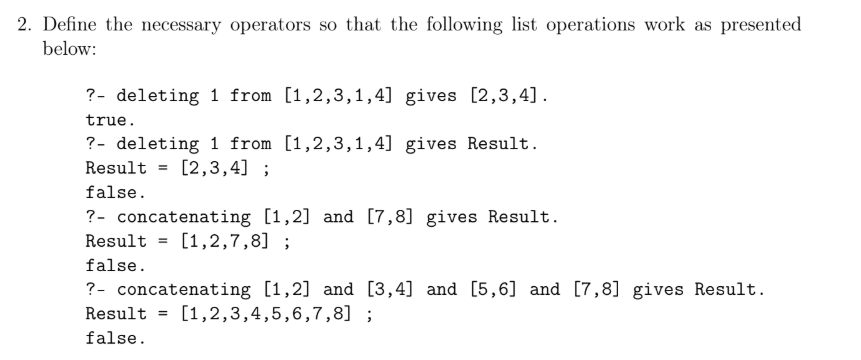 2. Define the necessary operators so that the following list operations work as presented
below:
?- deleting 1 from [1,2,3,1,4] gives [2,3,4].
true.
?- deleting 1 from [1,2,3,1,4] gives Result.
Result = [2,3,4] ;
false.
?- concatenating [1,2] and [7,8] gives Result.
Result = [1,2,7,8] ;
false.
?- concatenating [1,2] and [3,4] and [5,6] and [7,8] gives Result.
Result = [1,2,3,4,5,6,7,8] ;
false.